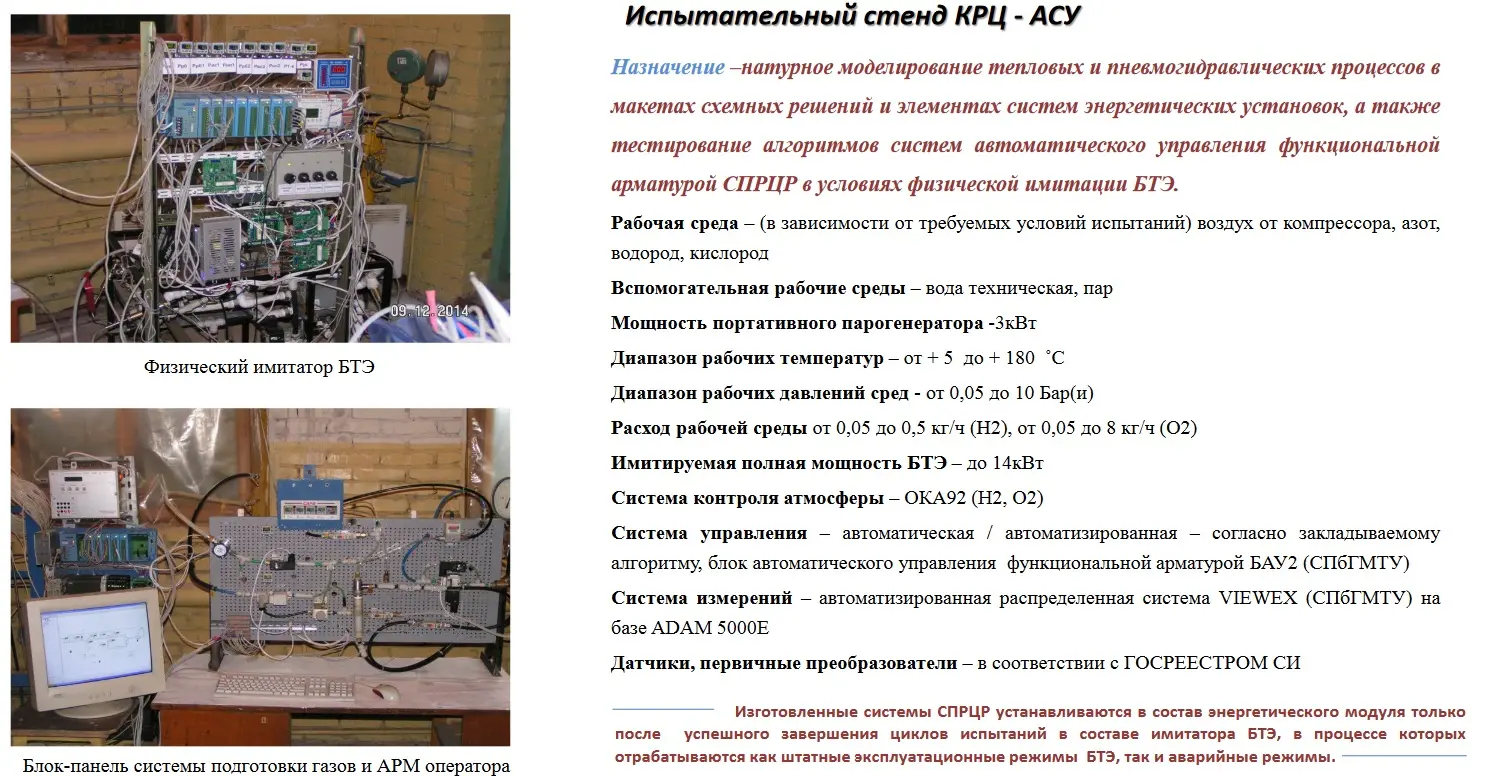 Испытательный стенд КРЦ - АСУ
Назначение –натурное моделирование тепловых и пневмогидравлических процессов в
макетах схемных решений и элементах систем энергетических установок, а также
тестирование алгоритмов систем автоматического управления функциональной
арматурой СПРЦР в условиях физической имитации БТЭ.
Рабочая среда – (в зависимости от требуемых условий испытаний) воздух от компрессора, азот,
водород, кислород
Вспомогательная рабочие среды – вода техническая, пар
Мощность портативного парогенератора -3кВт
Диапазон рабочих температур – от + 5 до + 180 ˚С
Диапазон рабочих давлений сред - от 0,05 до 10 Бар(и)
Расход рабочей среды от 0,05 до 0,5 кг/ч (Н2), от 0,05 до 8 кг/ч (О2)
Имитируемая полная мощность БТЭ – до 14кВт
Система контроля атмосферы – ОКА92 (Н2, О2)
Система управления – автоматическая / автоматизированная – согласно закладываемому
алгоритму, блок автоматического управления функциональной арматурой БАУ2 (СПбГМТУ)
Система измерений – автоматизированная распределенная система VIEWEX (СПбГМТУ) на
базе ADAM 5000E
Датчики, первичные преобразователи – в соответствии с ГОСРЕЕСТРОМ СИ
Изготовленные системы СПРЦР устанавливаются в состав энергетического модуля только
после успешного завершения циклов испытаний в составе имитатора БТЭ, в процессе которых
отрабатываются как штатные эксплуатационные режимы БТЭ, так и аварийные режимы.
09.12.2014
Физический имитатор БТЭ
Блок-панель системы подготовки газов и АРМ оператора